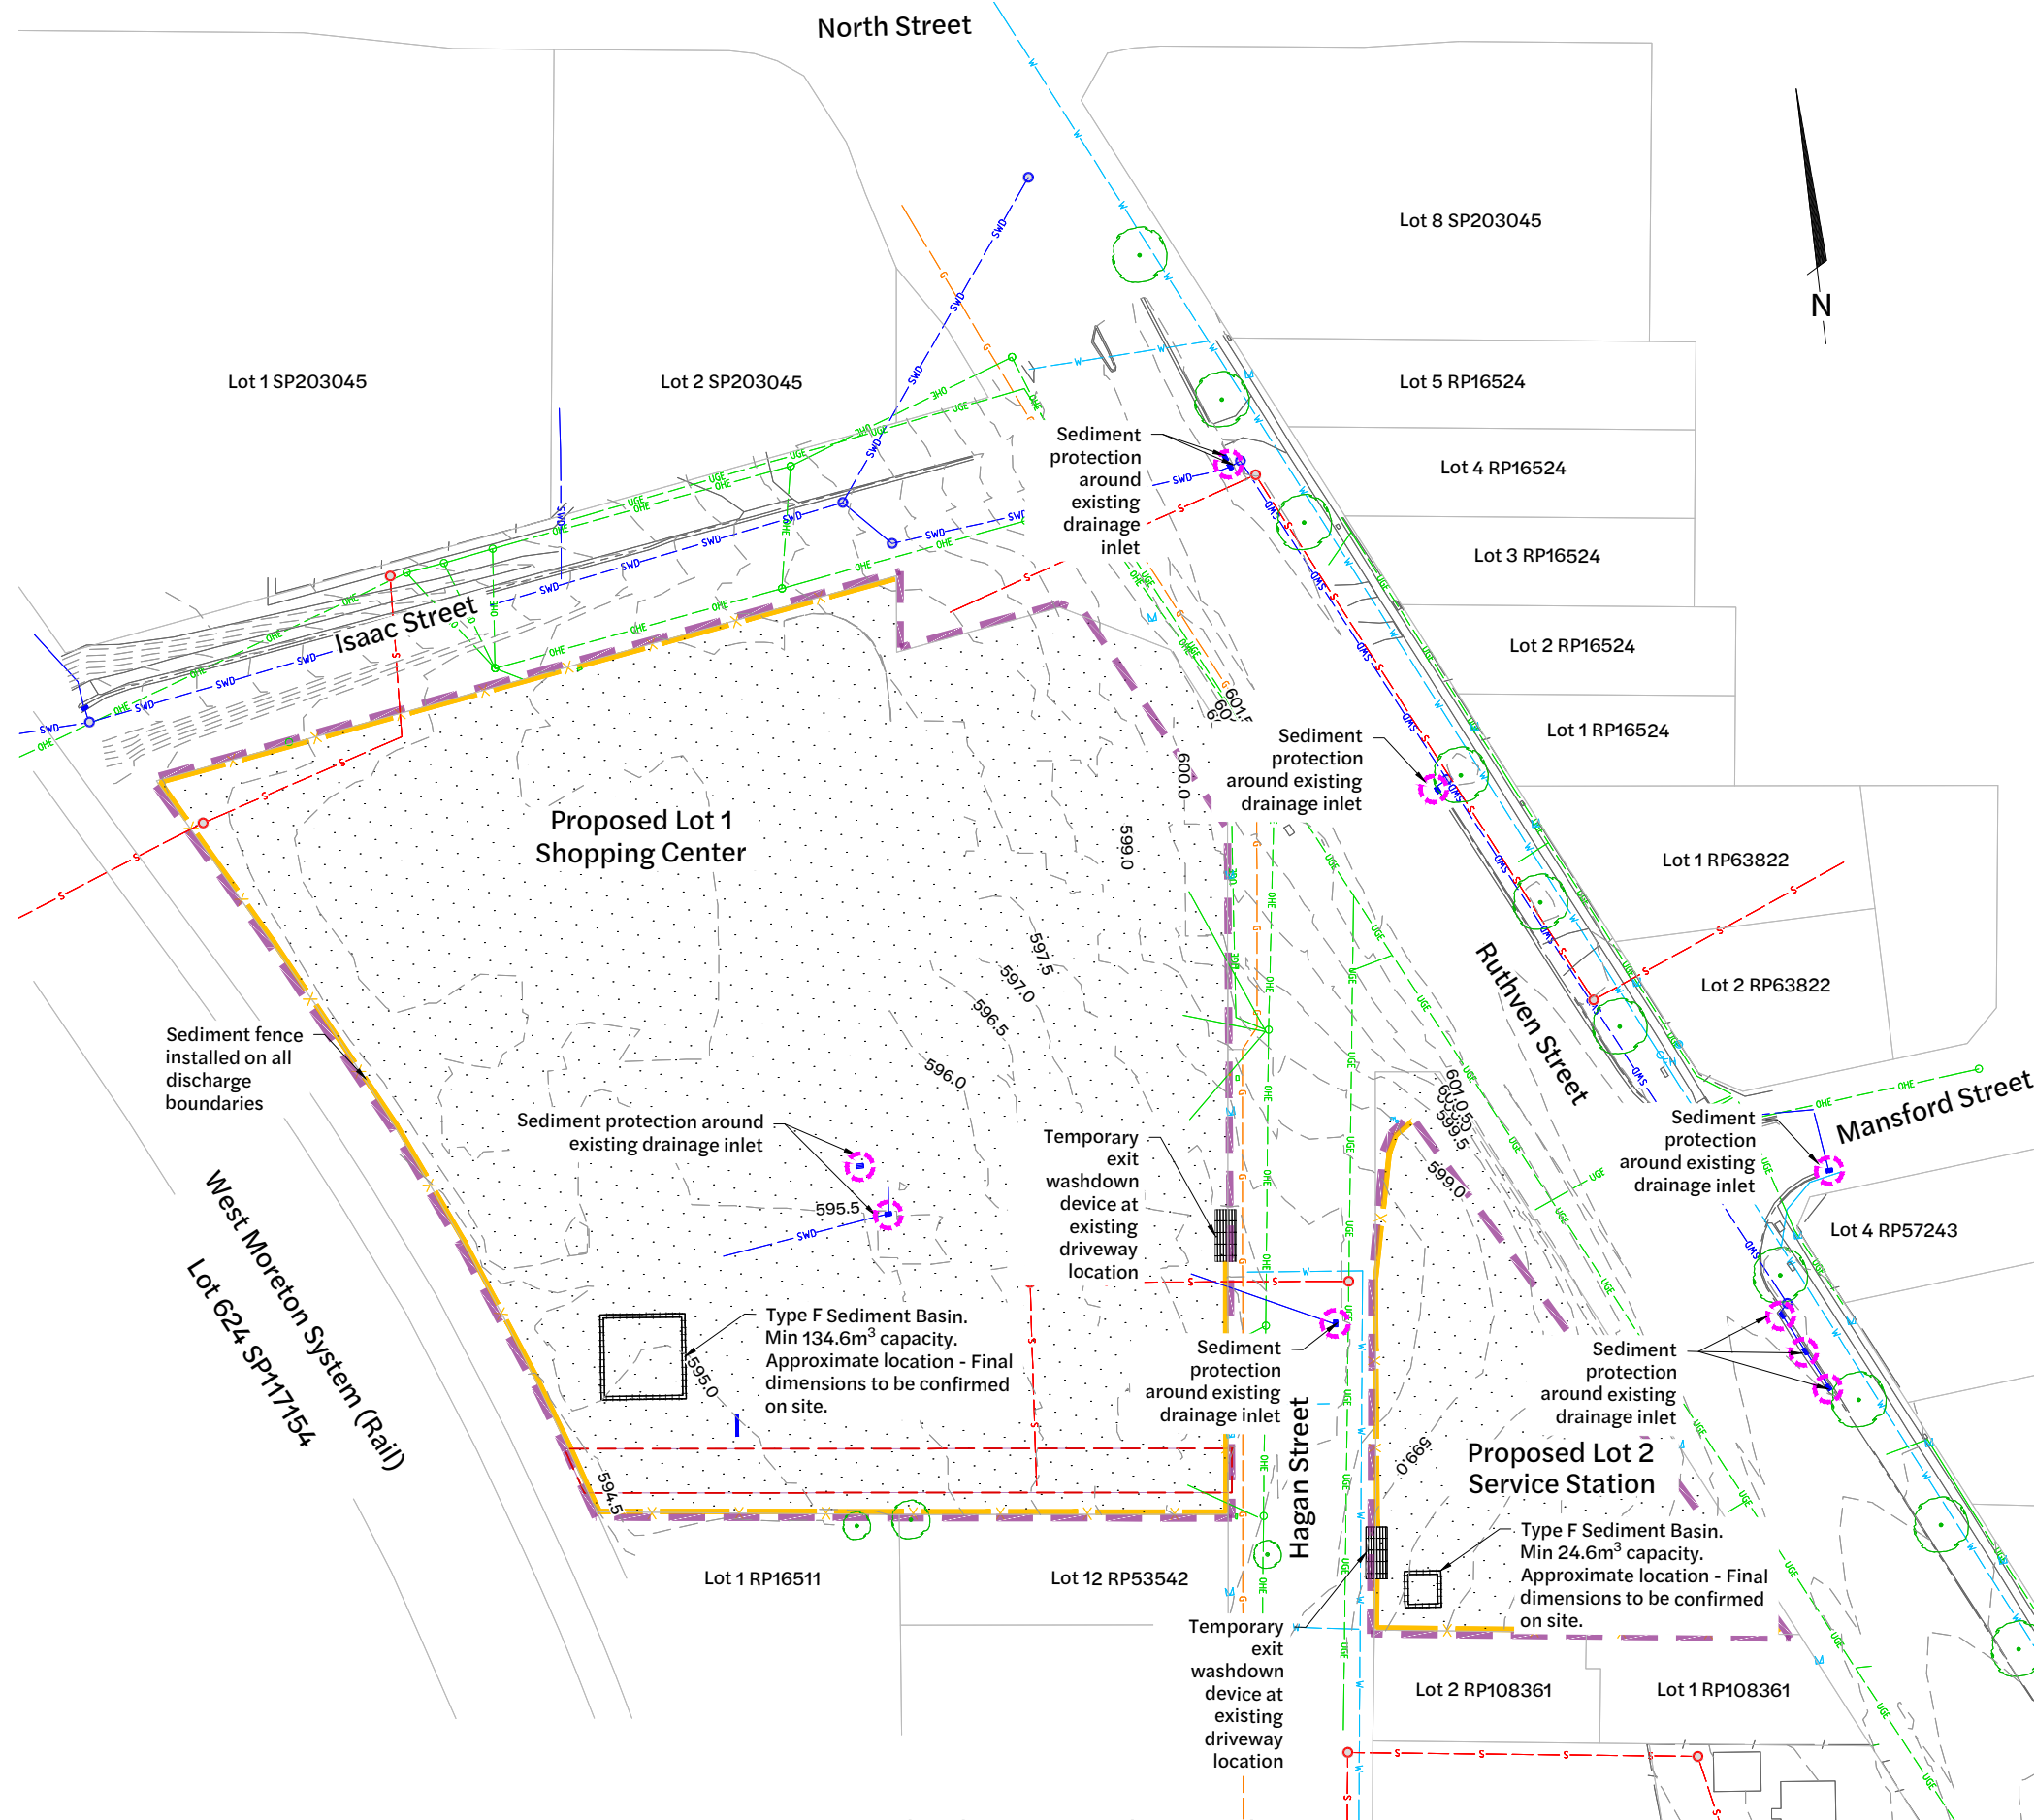 North Street
Lot 8 SP203045
N
Lot 1 SP203045
Lot 2 SP203045
Lot 5 RP16524
Lot 4 RP16524
Lot 3 RP16524
Lot 2 RP16524
Lot 1 RP16524
Sediment
protection
around
existing
drainage
inlet
Isaac Street
601.5
600.0
599.0
Sediment
protection
around existing
drainage inlet
Proposed Lot 1
Shopping Center
Lot 1 RP63822
Lot 2 RP63822
Ruthven Street
597.5
597.0
596.5
596.0
595.5
Sediment fence
installed on all
discharge
boundaries
Sediment protection around
existing drainage inlet
Temporary
exit
washdown
device at
existing
driveway
location
601.0
599.5
599.0
Sediment
protection
around existing
drainage inlet
Mansford Street
Lot 4 RP57243
West Moreton System (Rail)
Lot 624 SP117154
Type F Sediment Basin.
Min 134.6m³ capacity.
Approximate location - Final
dimensions to be confirmed
on site.
595.0
594.5
Sediment
protection
around existing
drainage inlet
Hagan Street
Sediment
protection
around existing
drainage inlet
599.0
Proposed Lot 2
Service Station
Type F Sediment Basin.
Min 24.6m³ capacity.
Approximate location - Final
dimensions to be confirmed
on site.
Lot 1 RP16511
Lot 12 RP53542
Temporary
exit
washdown
device at
existing
driveway
location
Lot 2 RP108361
Lot 1 RP108361
SWD
OHE
UGE
W
S
G